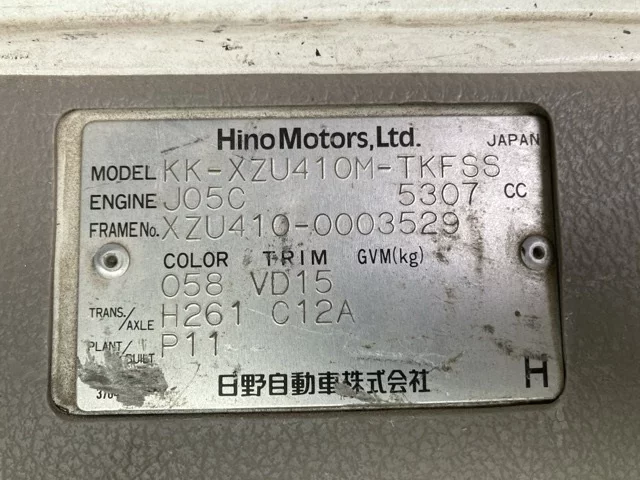 Hino Motors, Ltd. JAPAN
MODEL KK-XZU410M-TKFSS
ENGINE J05C 5307 CC
FRAME No. XZU410-0003529
COLOR TRIM GVM(kg)
058 VD15
TRANS./AXLE H261 C12A
PLANT/BUILT P11
日野自動車株式会社 H